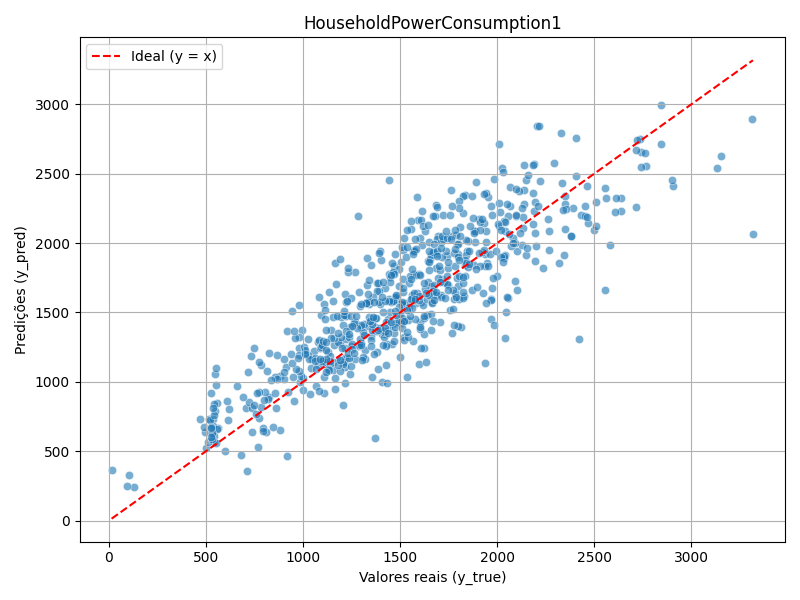 HouseholdPowerConsumption1
Ideal (y = x)
Predições (y_pred)
3000
2500
2000
1500
1000
500
0
0 500 1000 1500 2000 2500 3000
Valores reais (y_true)